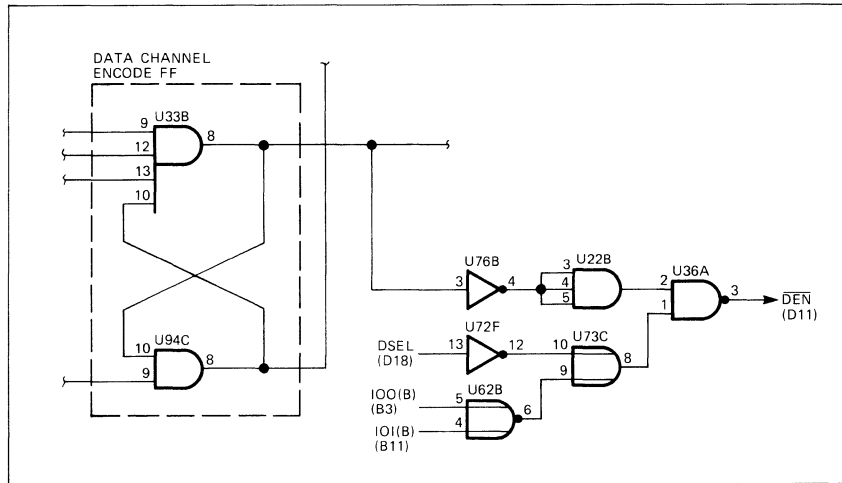 DATA CHANNEL
ENCODE FF
U33B
9
12
13
10
8
U94C
10
9
8
U76B
3
4
U22B
3
4
5
U36A
2
1
3
DEN
(D11)
U72F
DSEL
(D18)
13
12
U73C
10
9
8
U62B
IOO(B)
(B3)
5
IOI(B)
(B11)
4
6